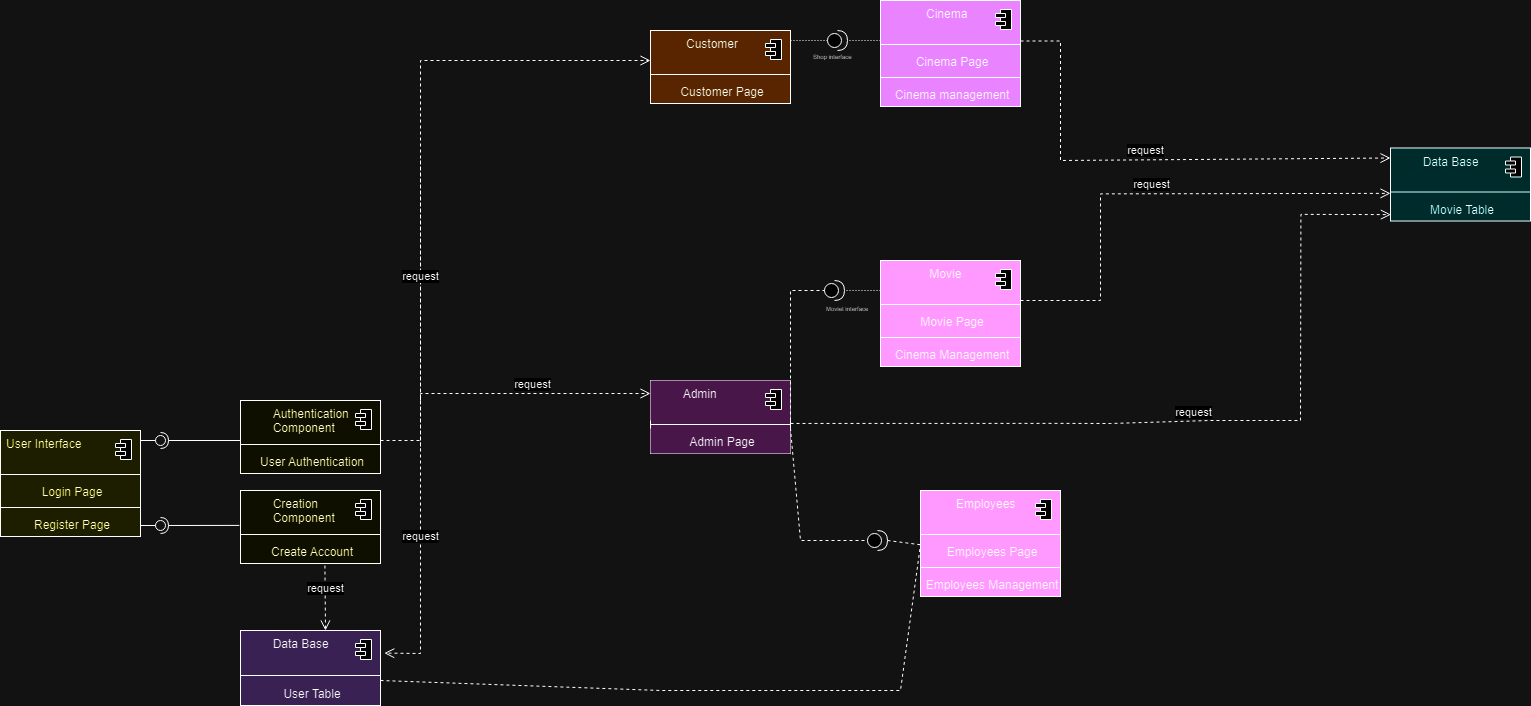 Cinema
Cinema Page
Cinema management
Customer
Customer Page
Shop interface
request
Data Base
Movie Table
request
request
Movie
Movie Page
Cinema Management
Moviet interface
request
Admin
Admin Page
request
User Interface
Login Page
Register Page
Authentication
Component
User Authentication
Creation
Component
Create Account
Employees
Employees Page
Employees Management
request
request
Data Base
User Table